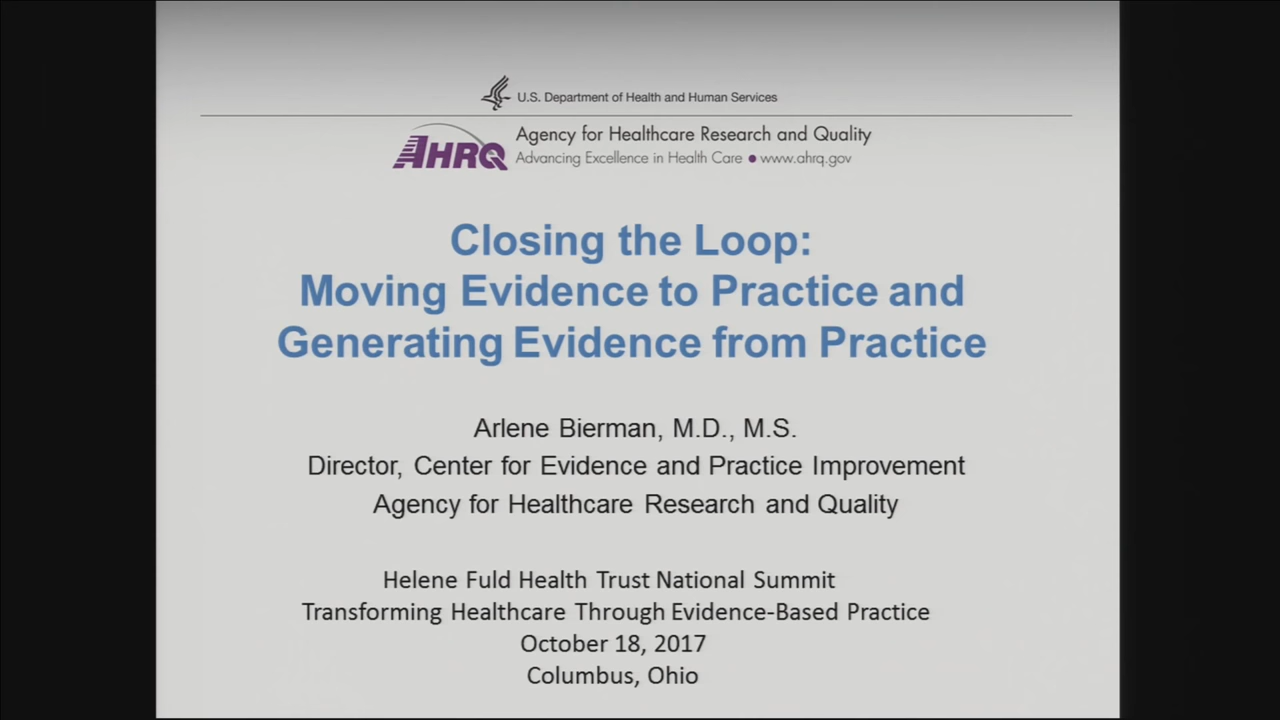 U.S. Department of Health and Human Services
AHRQ
Agency for Healthcare Research and Quality
Advancing Excellence in Health Care • www.ahrq.gov
Closing the Loop:
Moving Evidence to Practice and
Generating Evidence from Practice
Arlene Bierman, M.D., M.S.
Director, Center for Evidence and Practice Improvement
Agency for Healthcare Research and Quality
Helene Fuld Health Trust National Summit
Transforming Healthcare Through Evidence-Based Practice
October 18, 2017
Columbus, Ohio